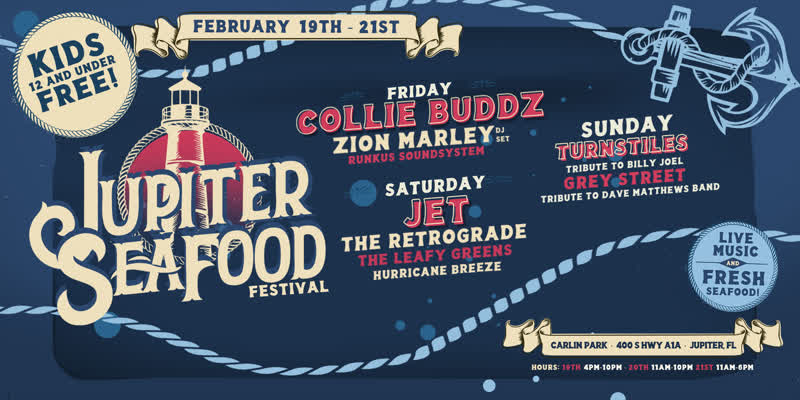 KIDS
12 AND UNDER
FREE!
FEBRUARY 19TH - 21ST
JUPITER
SEAFOOD
FESTIVAL
FRIDAY
COLLIE BUDDZ
ZION MARLEY DJ SET
RUNKUS SOUNDSYSTEM
SATURDAY
JET
THE RETROGRADE
THE LEAFY GREENS
HURRICANE BREEZE
SUNDAY
TURNSTILES
TRIBUTE TO BILLY JOEL
GREY STREET
TRIBUTE TO DAVE MATTHEWS BAND
LIVE
MUSIC
AND
FRESH
SEAFOOD!
CARLIN PARK · 400 S HWY A1A · JUPITER, FL
HOURS: 19TH 4PM-10PM · 20TH 11AM-10PM 21ST 11AM-6PM